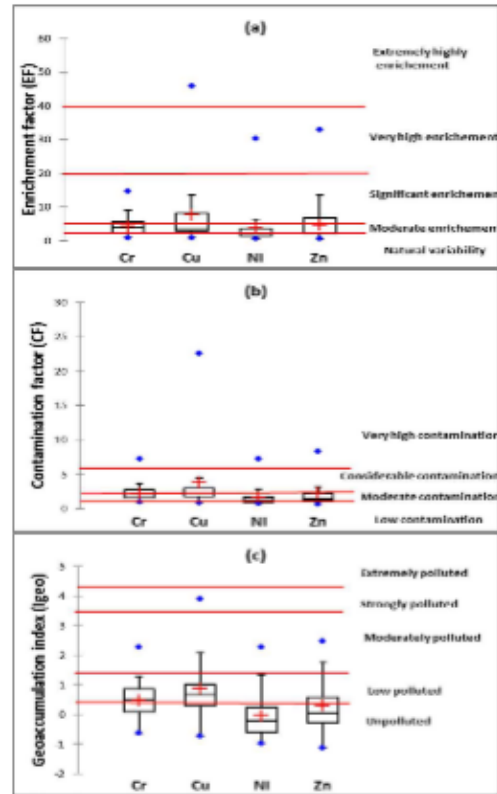 (a)
Enrichement factor (EF)
60
50
40
30
20
10
0
Extremely highly
enrichement
Very high enrichement
Significant enrichemen
Moderate enrichemen
Natural variability
Cr Cu Ni Zn
(b)
Contamination factor (CF)
30
25
20
15
10
5
0
Very high contamination
Considerable contamination
Moderate contamination
Low contamination
Cr Cu Ni Zn
(c)
Geoaccumulation index (Igeo)
5
4
3
2
1
0
-1
-2
Extremely polluted
Strongly polluted
Moderately polluted
Low polluted
Unpolluted
Cr Cu Ni Zn